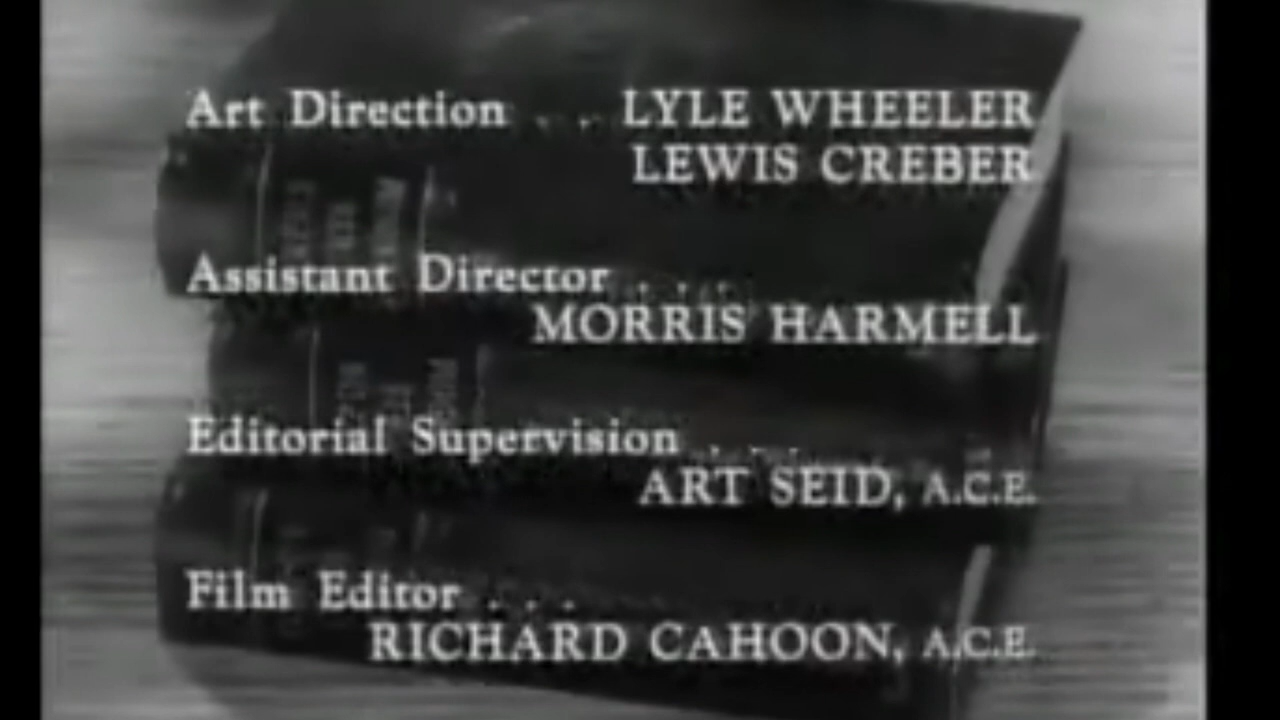 Art Direction . . LYLE WHEELER
LEWIS CREBER
Assistant Director . . .
MORRIS HARMELL
Editorial Supervision . . .
ART SEID, A.C.E.
Film Editor . . .
RICHARD CAHOON, A.C.E.